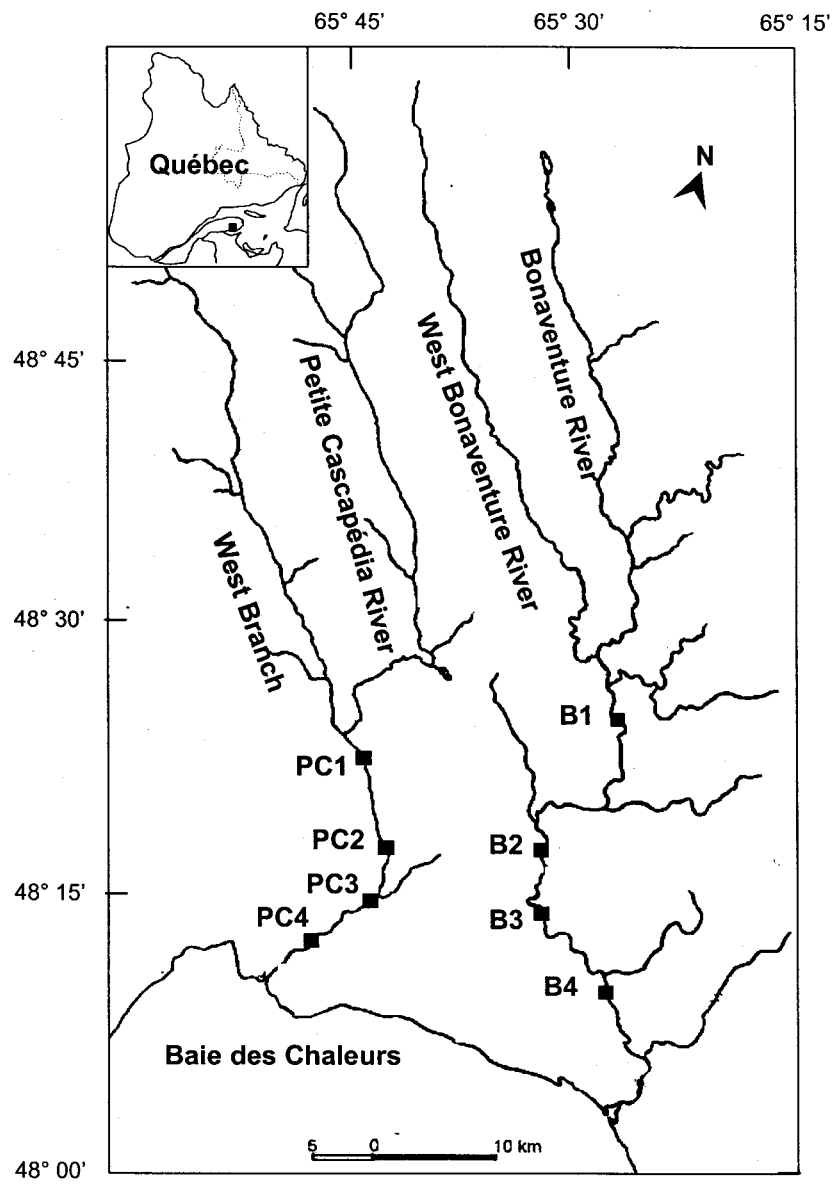 65° 45'
65° 30'
65° 15'
Québec
N
48° 45'
West Bonaventure River
Bonaventure River
Petite Cascapédia River
West Branch
48° 30'
B1
PC1
PC2
B2
PC3
48° 15'
PC4
B3
B4
Baie des Chaleurs
5 0 10 km
48° 00'